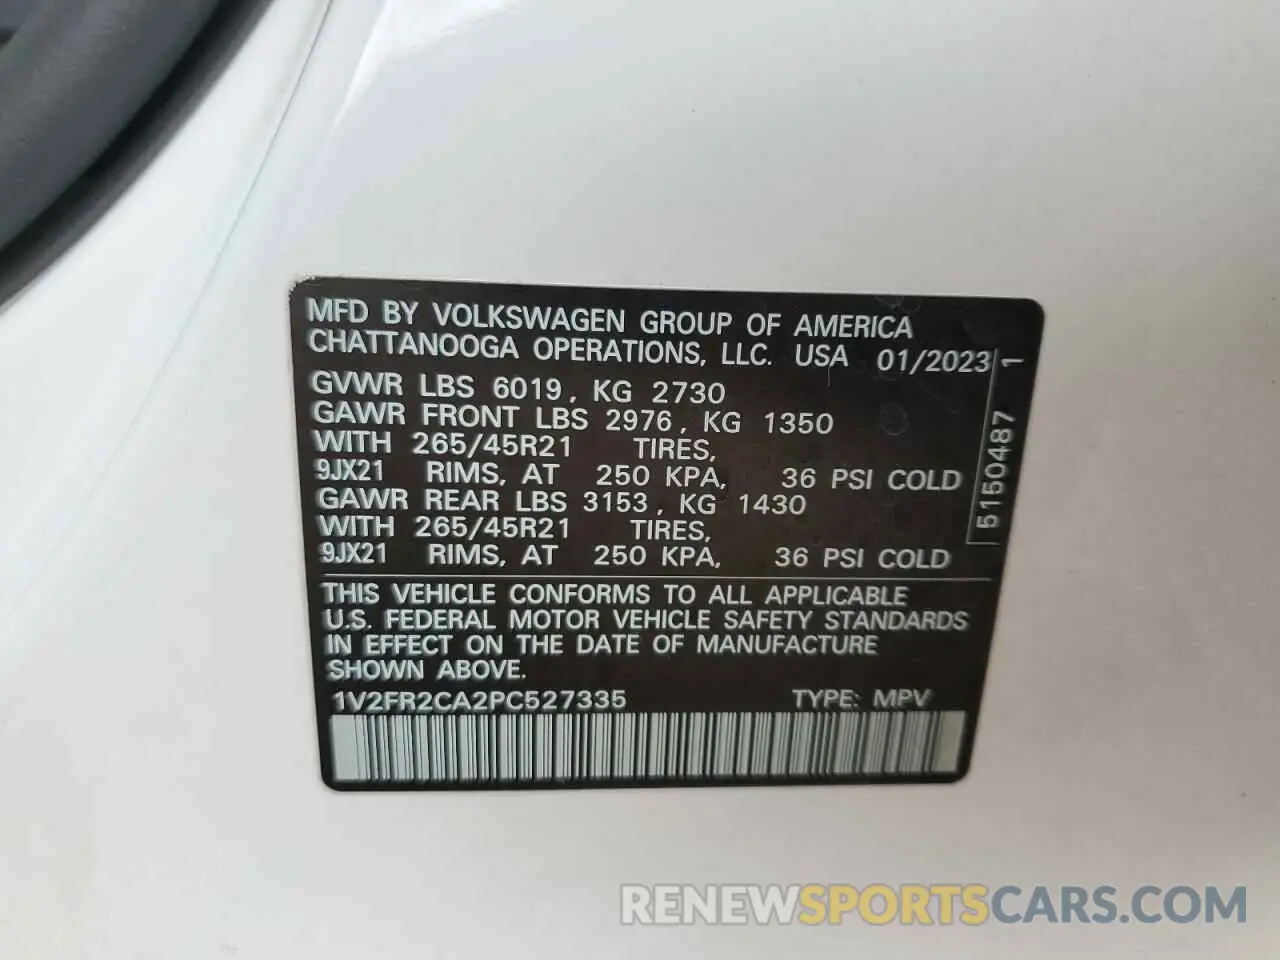 MFD BY VOLKSWAGEN GROUP OF AMERICA
CHATTANOOGA OPERATIONS, LLC. USA 01/2023
GVWR LBS 6019, KG 2730
GAWR FRONT LBS 2976, KG 1350
WITH 265/45R21 TIRES,
9JX21 RIMS, AT 250 KPA, 36 PSI COLD
GAWR REAR LBS 3153, KG 1430
WITH 265/45R21 TIRES,
9JX21 RIMS, AT 250 KPA, 36 PSI COLD
5150487 1
THIS VEHICLE CONFORMS TO ALL APPLICABLE
U.S. FEDERAL MOTOR VEHICLE SAFETY STANDARDS
IN EFFECT ON THE DATE OF MANUFACTURE
SHOWN ABOVE.
1V2FR2CA2PC527335 TYPE: MPV
RENEWSPORTSCARS.COM